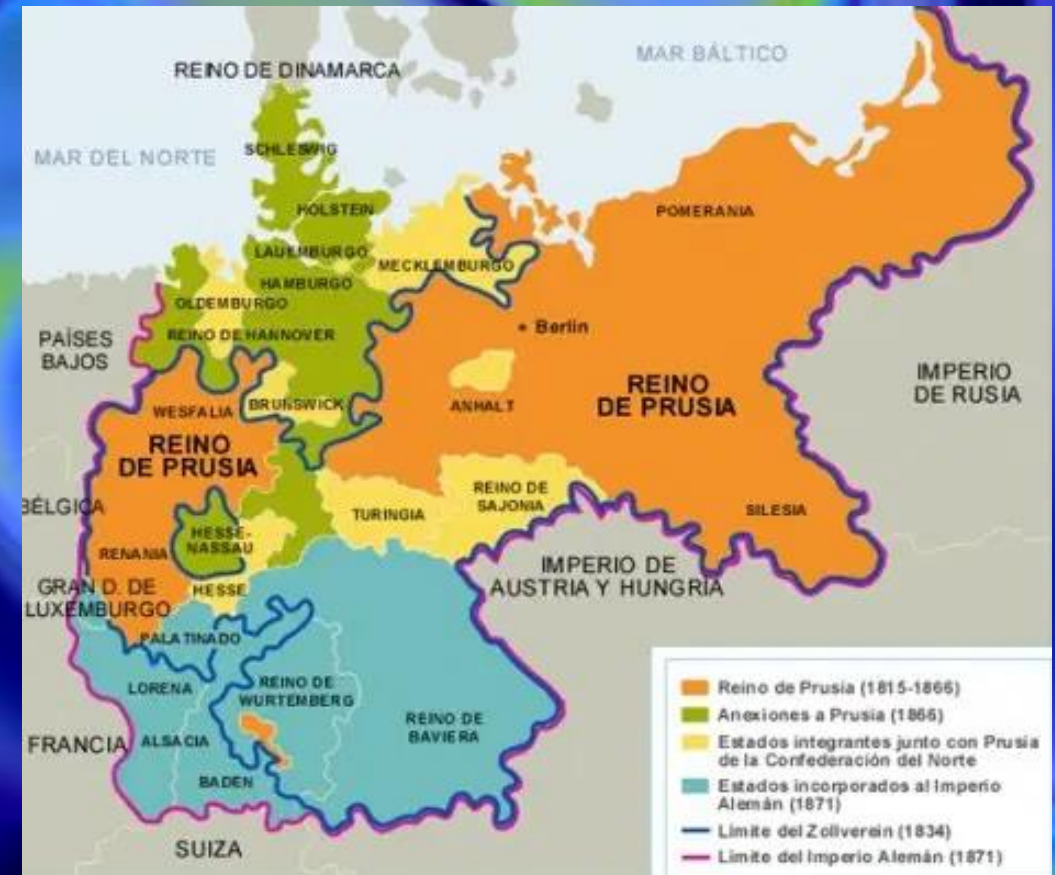 MAR BÁLTICO
REINO DE DINAMARCA
MAR DEL NORTE
SCHLESWIG
HOLSTEIN
POMERANIA
LAUEMBURGO
MECKLEMBURGO
HAMBURGO
OLDEMBURGO
Berlín
REINO DE HANNOVER
PAÍSES
BAJOS
IMPERIO
DE RUSIA
REINO
DE PRUSIA
WESFALIA
BRUNSWICK
ANHALT
REINO
DE PRUSIA
BÉLGICA
REINO DE
SAJONIA
TURINGIA
SILESIA
HESSE-
NASSAU
RENANIA
IMPERIO DE
AUSTRIA Y HUNGRÍA
GRAN D. DE
LUXEMBURGO
HESSE
PALATINADO
LORENA
REINO DE
WURTEMBERG
REINO DE
BAVIERA
FRANCIA
ALSACIA
BADEN
SUIZA
Reino de Prusia (1815-1866)
Anexiones a Prusia (1866)
Estados integrantes junto con Prusia
de la Confederación del Norte
Estados incorporados al Imperio
Alemán (1871)
Límite del Zollverein (1834)
Límite del Imperio Alemán (1871)